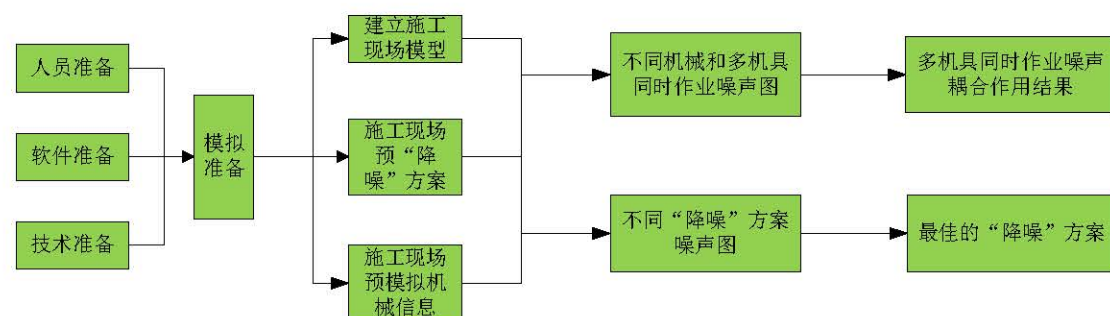 人员准备
软件准备
技术准备
模拟
准备
建立施工
现场模型
施工现场
预“降
噪”方案
施工现场
预模拟机
械信息
不同机械和多机具
同时作业噪声图
不同“降噪”方案
噪声图
多机具同时作业噪声
耦合作用结果
最佳的“降噪”方案